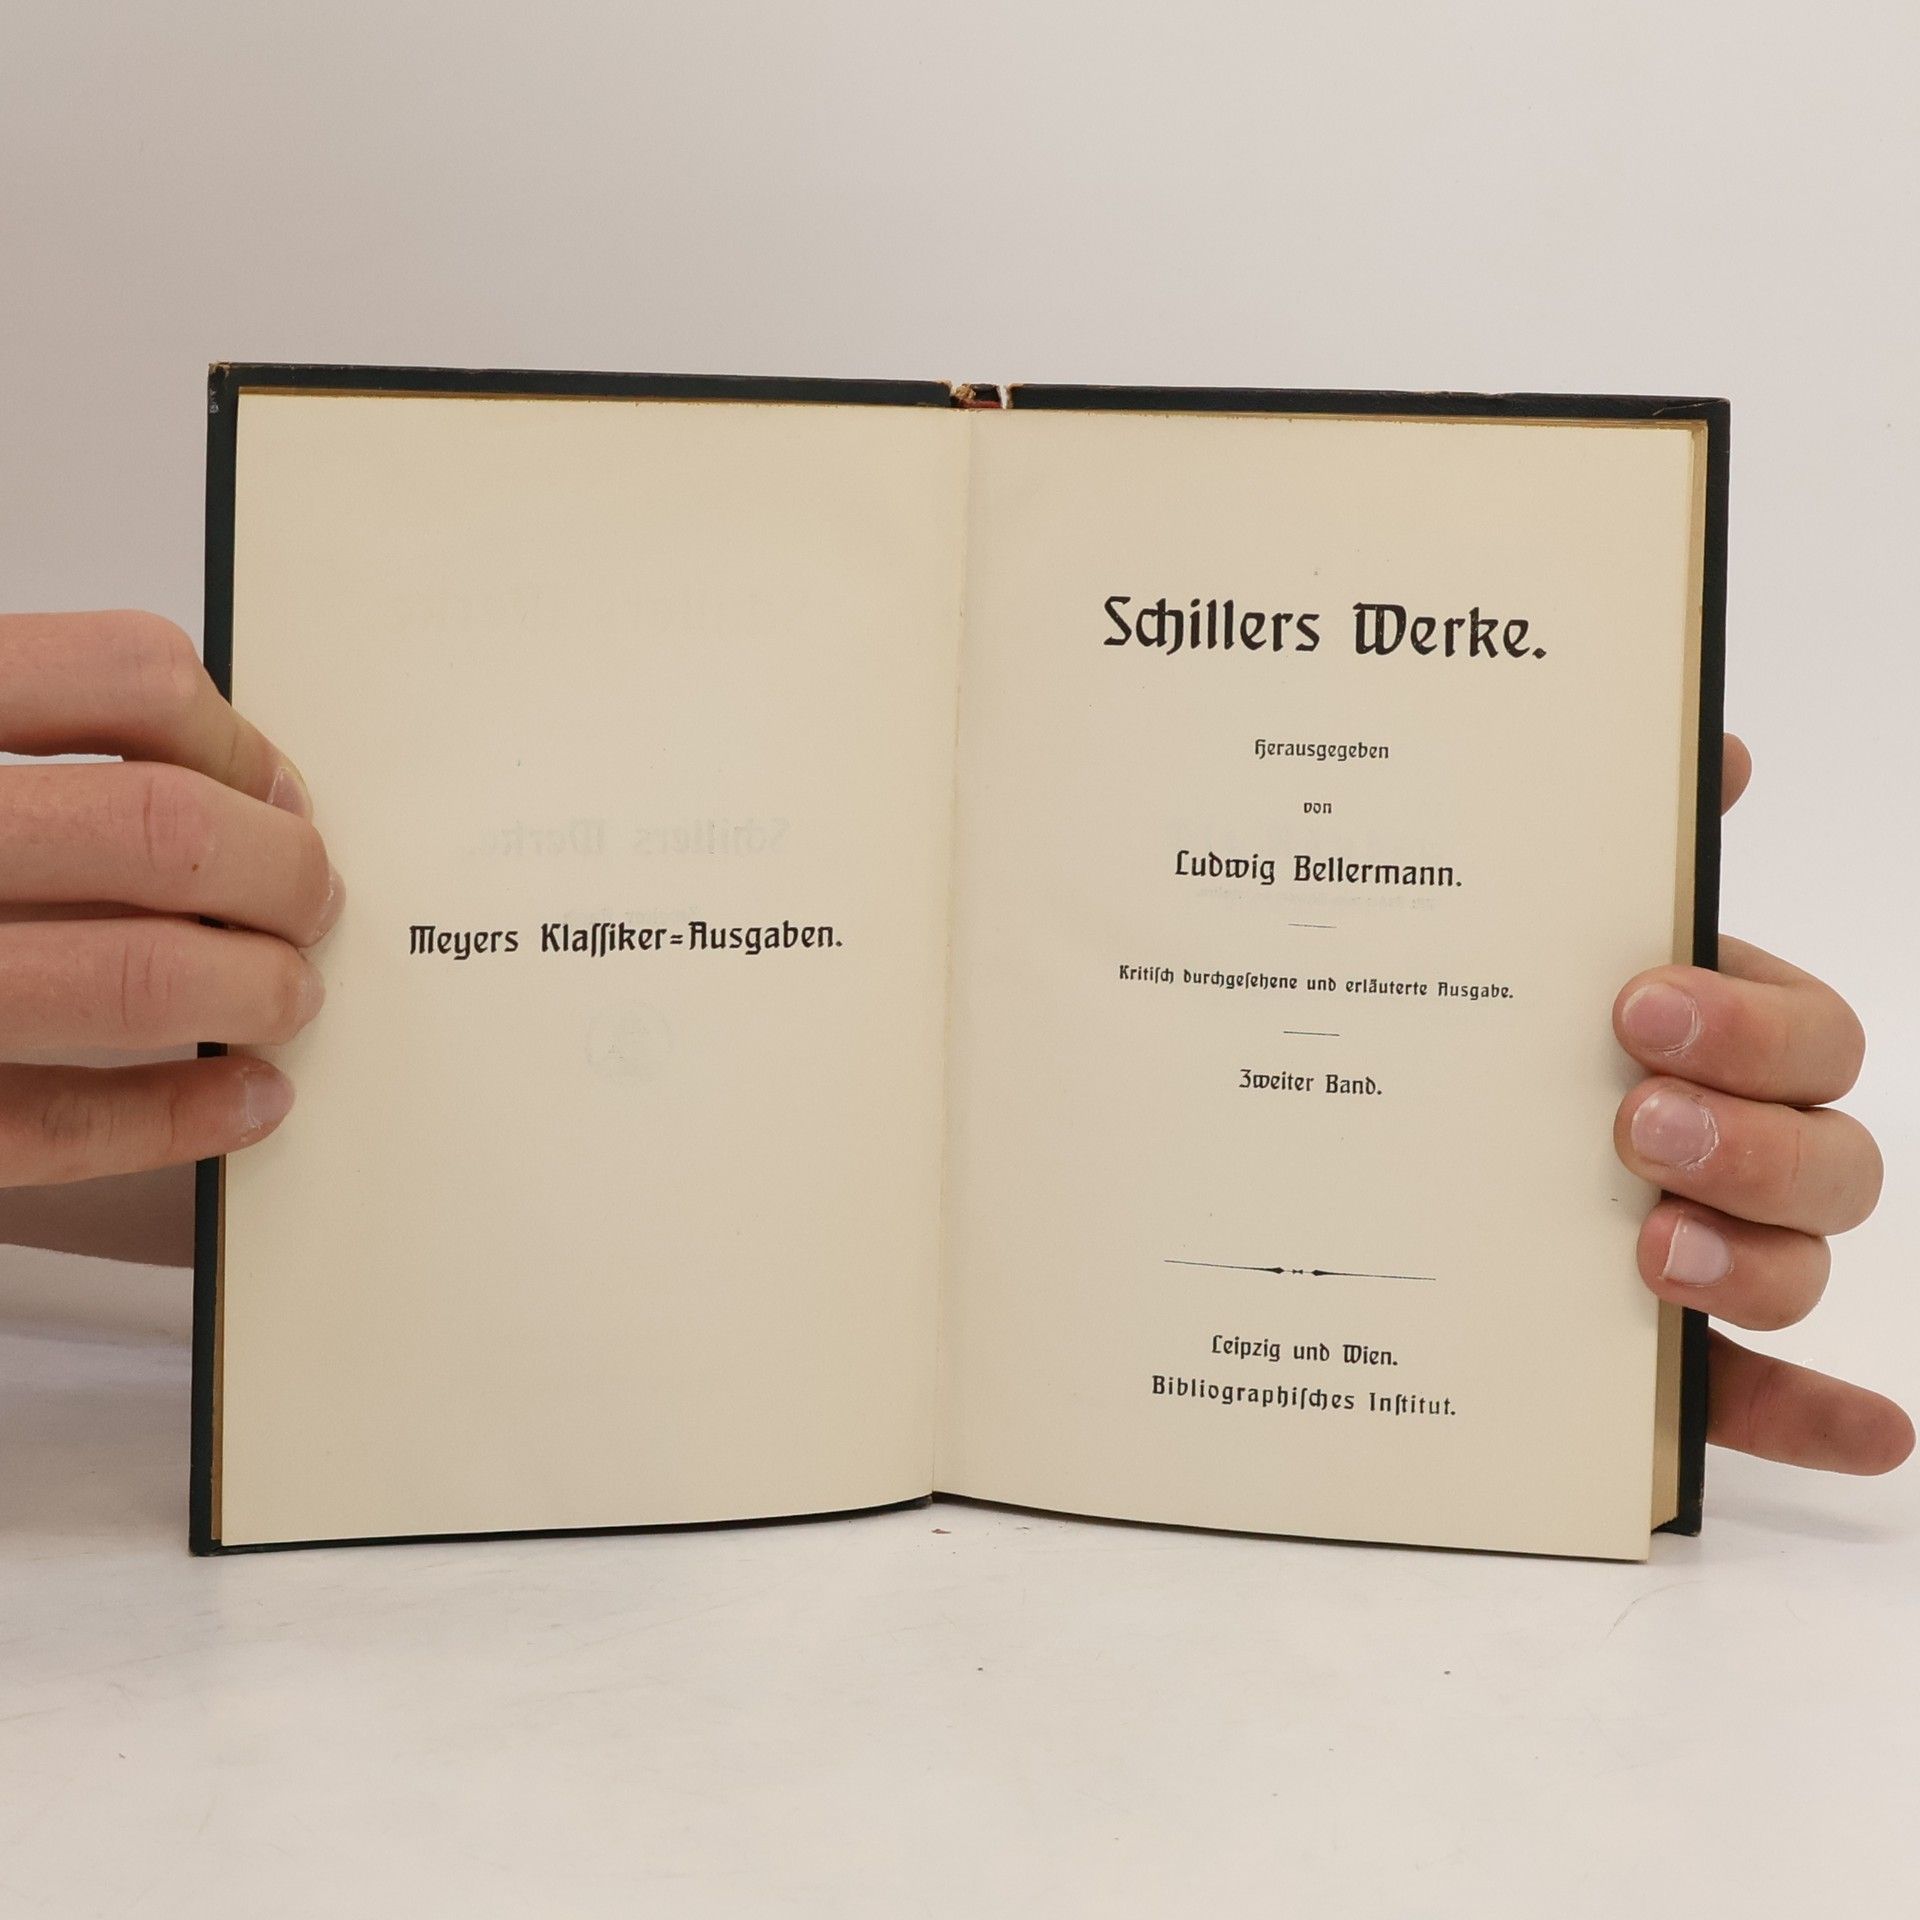 Meyers Klaſſiker=Ausgaben.
Schillers Werke.
Herausgegeben
von
Ludwig Bellermann.
Kritiſch durchgeſehene und erläuterte Ausgabe.
Zweiter Band.
Leipzig und Wien.
Bibliographiſches Inſtitut.